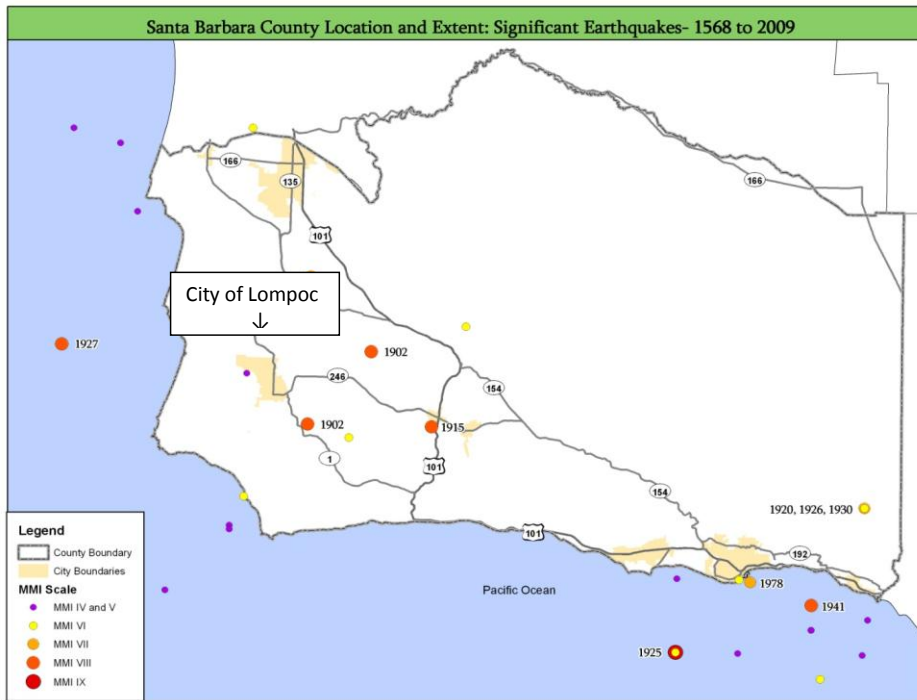 Santa Barbara County Location and Extent: Significant Earthquakes- 1568 to 2009
166
135
166
101
City of Lompoc
↓
1927
1902
246
154
1902
1915
1
101
154
1920, 1926, 1930
101
192
1978
Pacific Ocean
1941
1925
Legend
County Boundary
City Boundaries
MMI Scale
MMI IV and V
MMI VI
MMI VII
MMI VIII
MMI IX